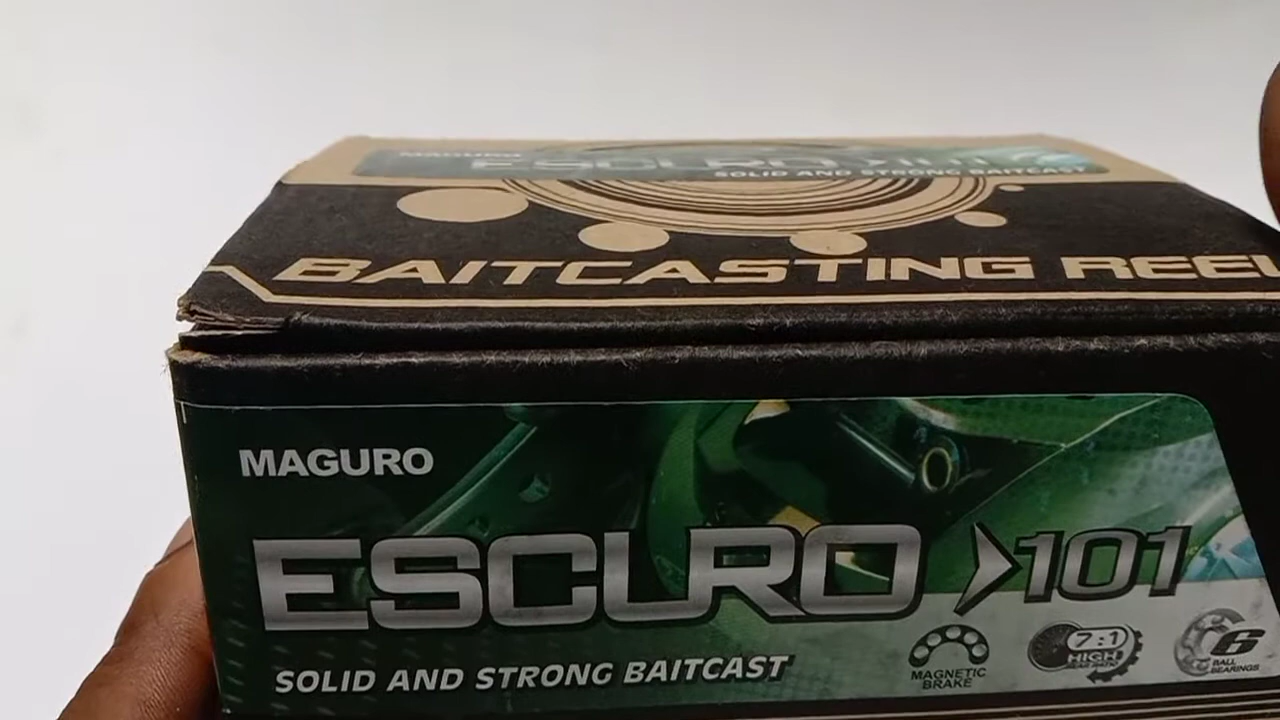 MAGURO
ESCURO >101
SOLID AND STRONG BAITCAST
BAITCASTING REEL
MAGURO
ESCURO >101
SOLID AND STRONG BAITCAST
MAGNETIC
BRAKE
7:1
HIGH
6
BALL
BEARINGS